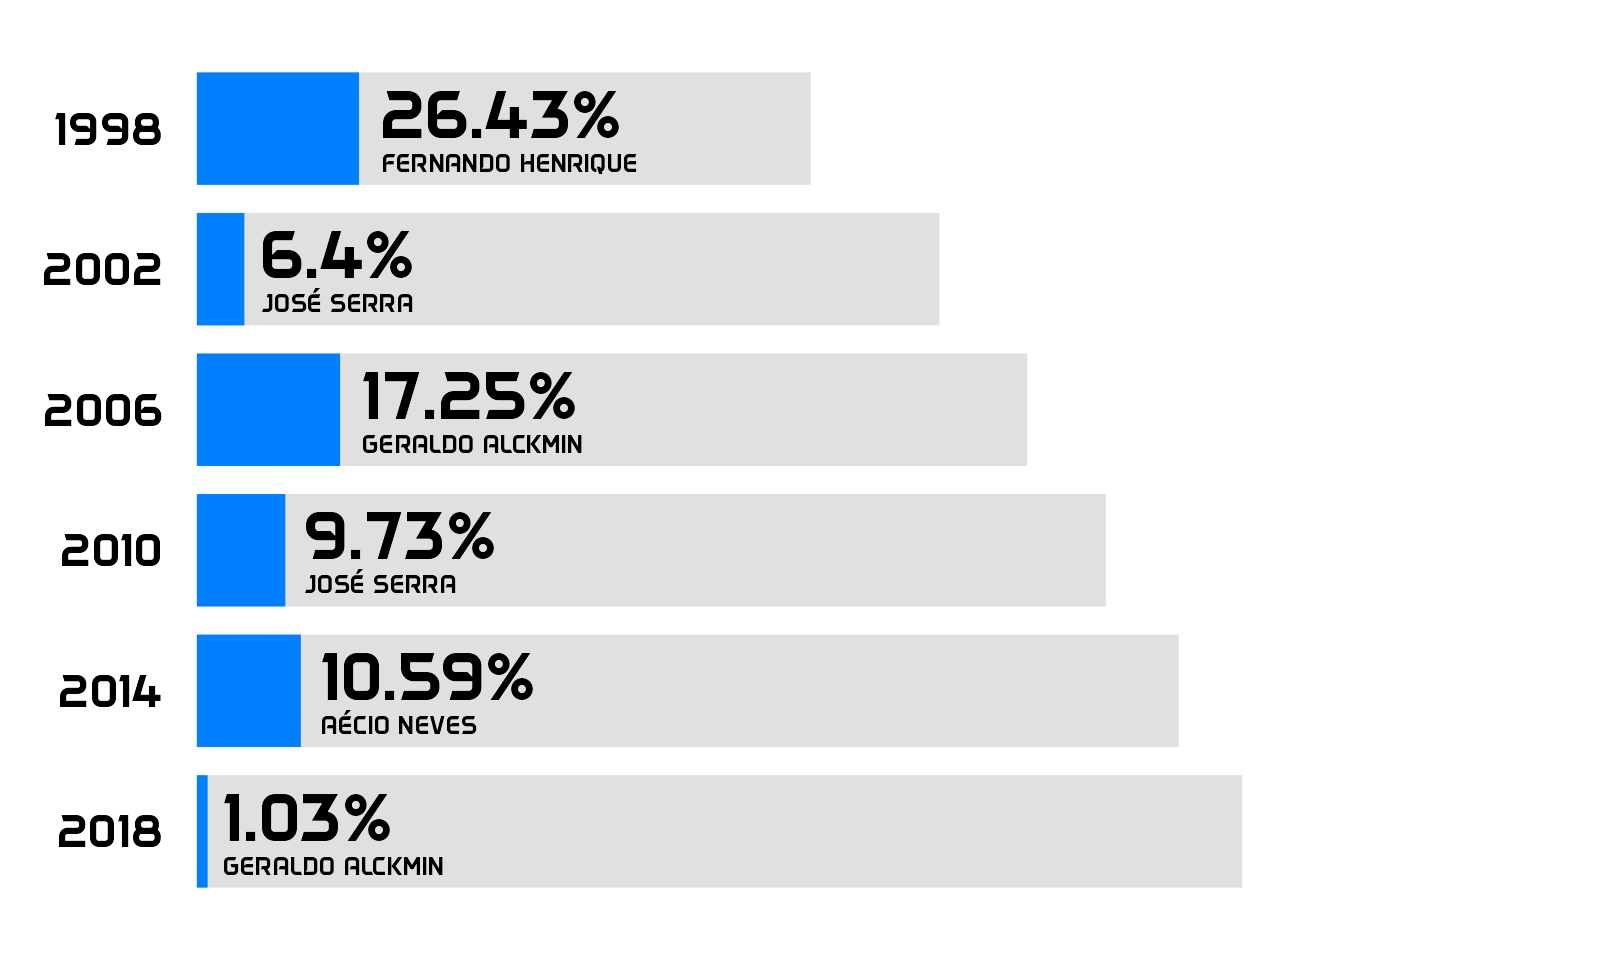 1998
26.43%
FERNANDO HENRIQUE
2002
6.4%
JOSÉ SERRA
2006
17.25%
GERALDO ALCKMIN
2010
9.73%
JOSÉ SERRA
2014
10.59%
AÉCIO NEVES
2018
1.03%
GERALDO ALCKMIN